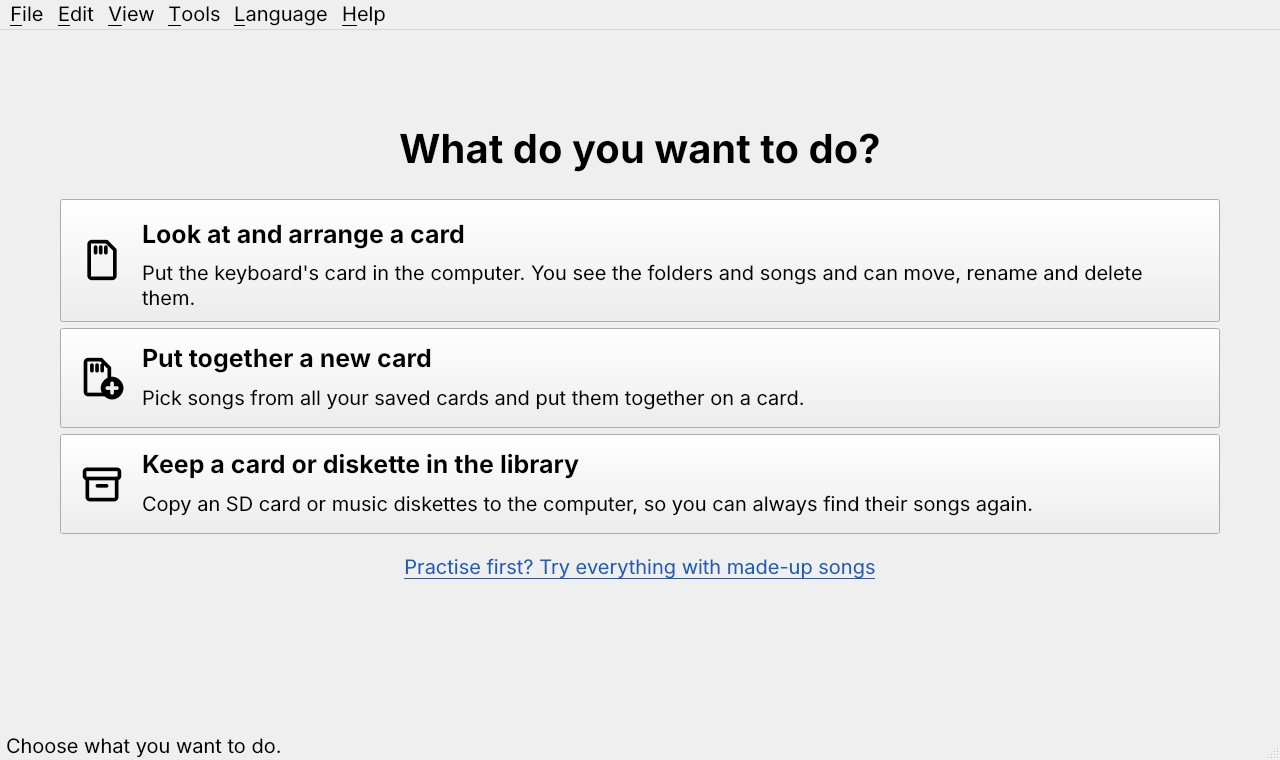 File Edit View Tools Language Help
What do you want to do?
Look at and arrange a card
Put the keyboard's card in the computer. You see the folders and songs and can move, rename and delete
them.
Put together a new card
Pick songs from all your saved cards and put them together on a card.
Keep a card or diskette in the library
Copy an SD card or music diskettes to the computer, so you can always find their songs again.
Practise first? Try everything with made-up songs
Choose what you want to do.